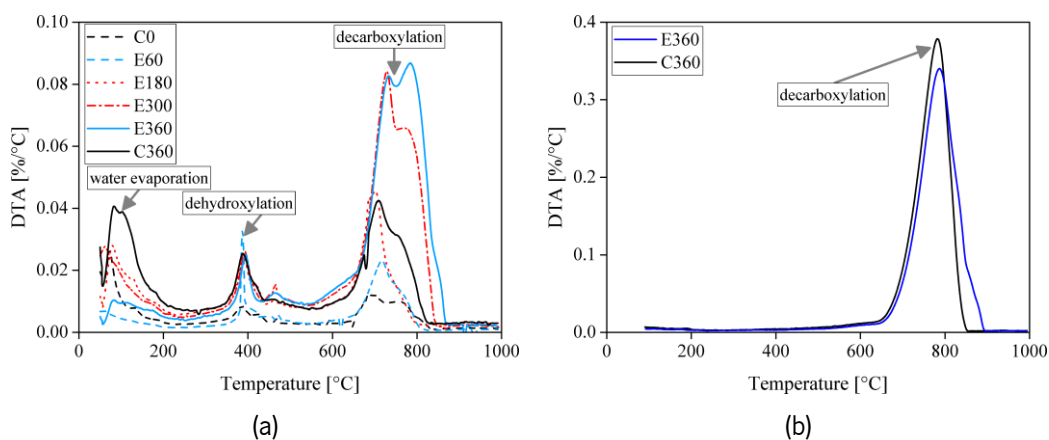 0.10
0.08
0.06
0.04
0.02
0.00
DTA [%/°C]
C0
E60
E180
E300
E360
C360
decarboxylation
water evaporation
dehydroxylation
0 200 400 600 800 1000
Temperature [°C]
(a)
0.4
0.3
0.2
0.1
0.0
DTA [%/°C]
E360
C360
decarboxylation
0 200 400 600 800 1000
Temperature [°C]
(b)